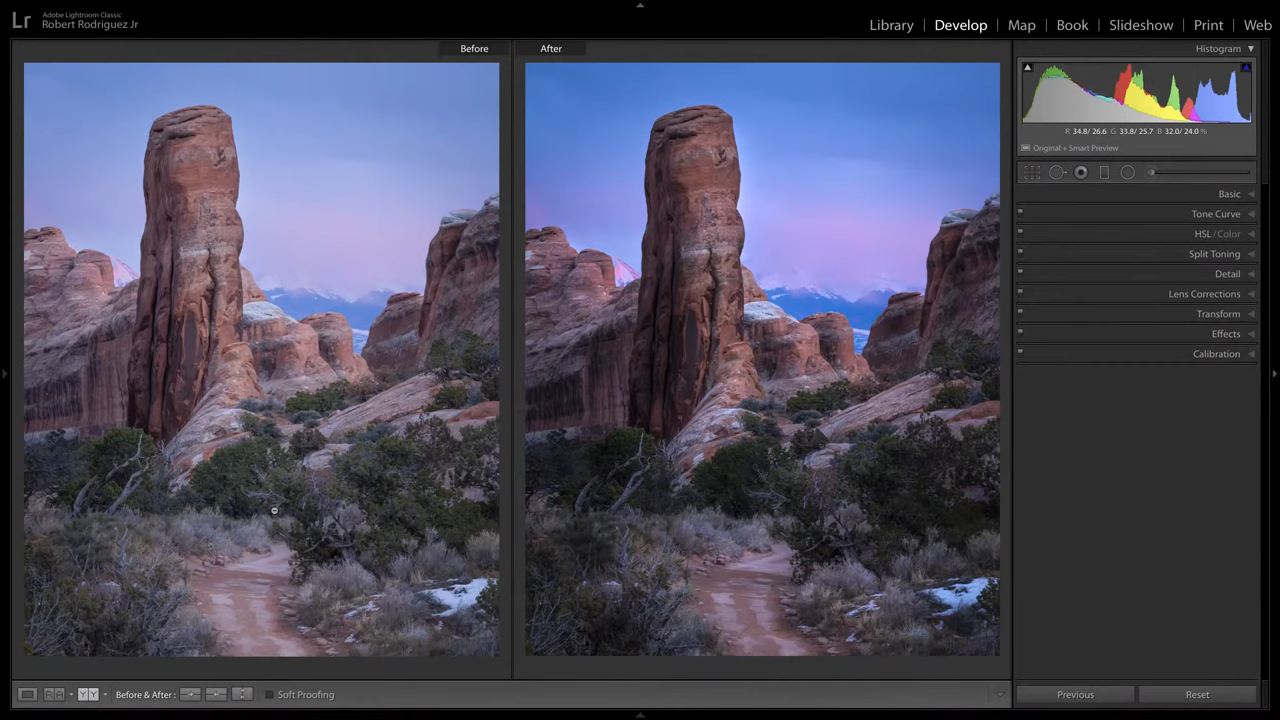 Lr
Adobe Lightroom Classic
Robert Rodriguez Jr
Library | Develop | Map | Book | Slideshow | Print | Web
Before
After
Histogram
R 34.8/ 26.6 G 33.8/ 25.7 B 32.0/ 24.0 %
Original + Smart Preview
Basic
Tone Curve
HSL / Color
Split Toning
Detail
Lens Corrections
Transform
Effects
Calibration
R A
Y Y
Before & After :
Soft Proofing
Previous
Reset